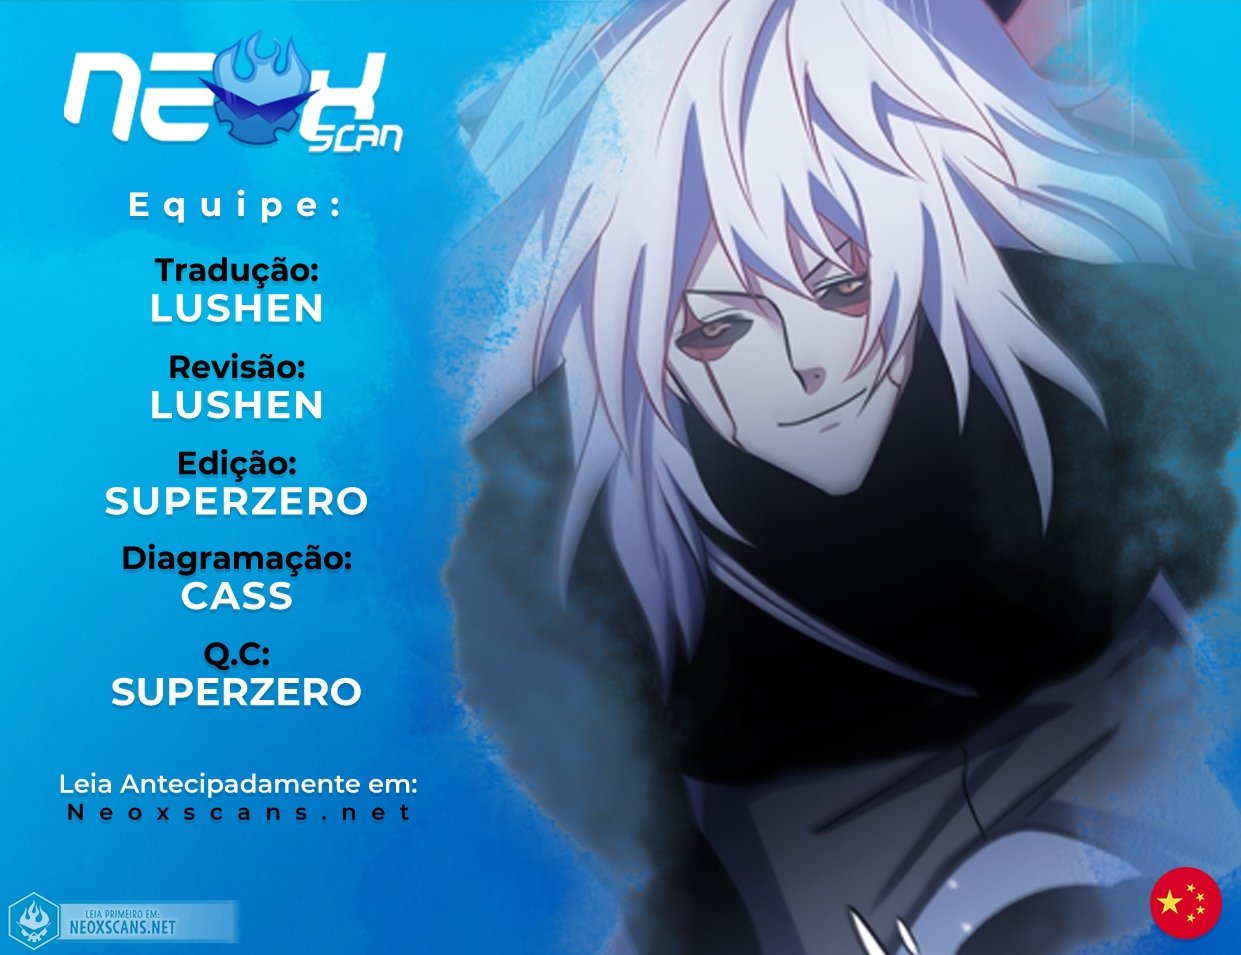 NEOX
SCAN
Equipe:
Tradução:
LUSHEN
Revisão:
LUSHEN
Edição:
SUPERZERO
Diagramação:
CASS
Q.C:
SUPERZERO
Leia Antecipadamente em:
Neoxscans.net
LEIA PRIMEIRO EM:
NEOXSCANS.NET